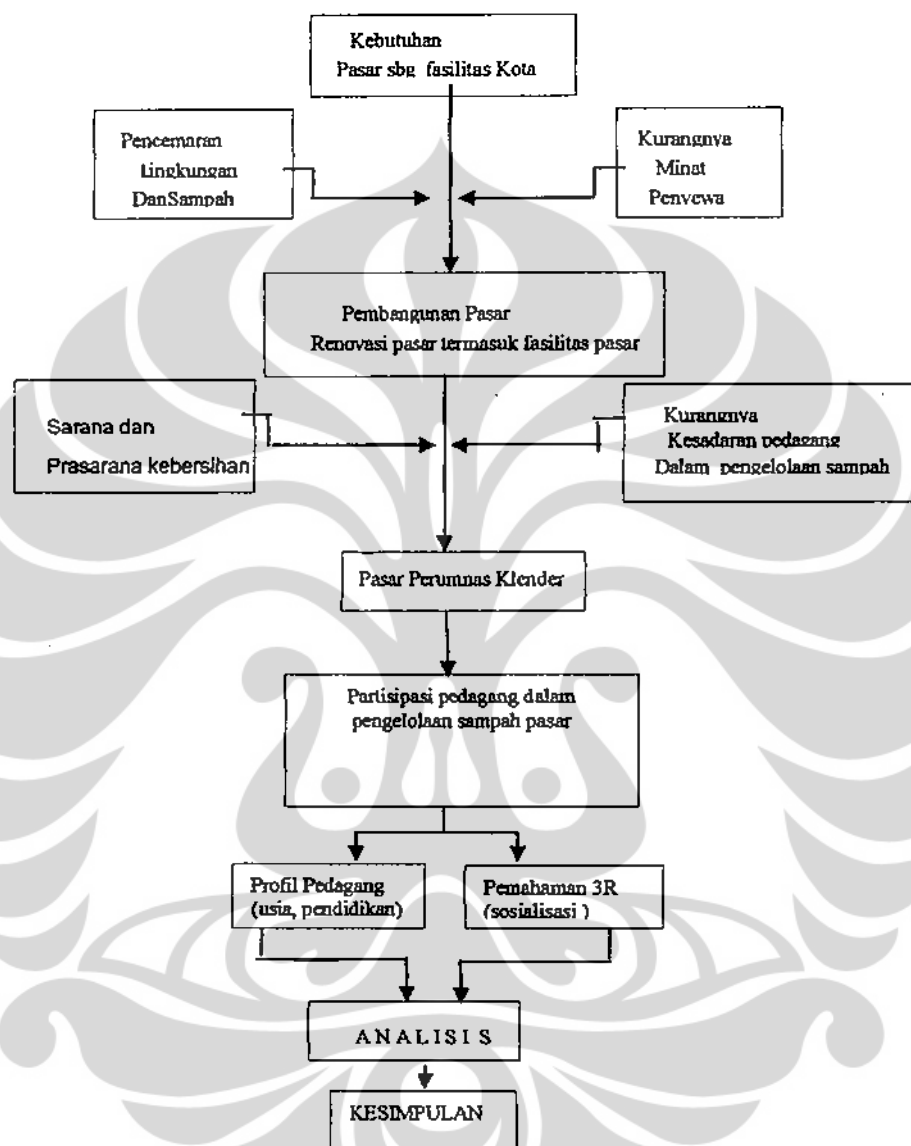 Kebutuhan
Pasar sbg fasilitas Kota
Pencemaran
Lingkungan
DanSampah
Kurangnya
Minat
Penyewa
Pembangunan Pasar
Renovasi pasar termasuk fasilitas pasar
Sarana dan
Prasarana kebersihan
Kurangnya
Kesadaran pedagang
Dalam pengelolaan sampah
Pasar Perumnas Klender
Partisipasi pedagang dalam
pengelolaan sampah pasar
Profil Pedagang
(usia, pendidikan)
Pemahaman 3R
(sosialisasi )
A N A L I S I S
KESIMPULAN